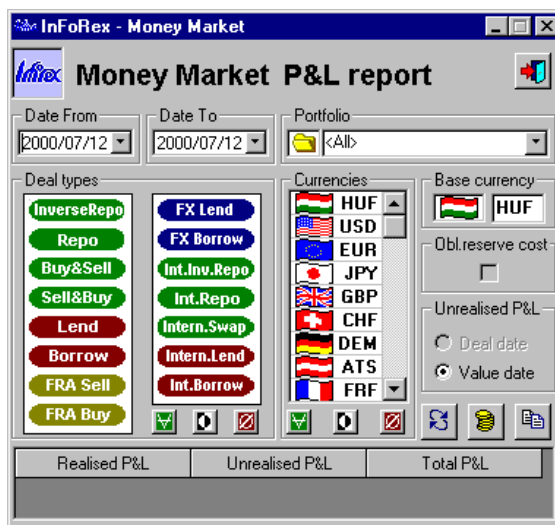 InFoRex - Money Market
InfoRex Money Market P&L report
Date From Date To Portfolio
2000/07/12 2000/07/12 <All>
Deal types Currencies Base currency
InverseRepo FX Lend HUF HUF
Repo FX Borrow USD
Buy&Sell Int.Inv.Repo EUR Obl.reserve cost
Sell&Buy Int.Repo JPY
Lend Intern.Swap GBP Unrealised P&L
Borrow Intern.Lend CHF Deal date
FRA Sell Int.Borrow DEM Value date
FRA Buy ATS
FRF
Realised P&L Unrealised P&L Total P&L